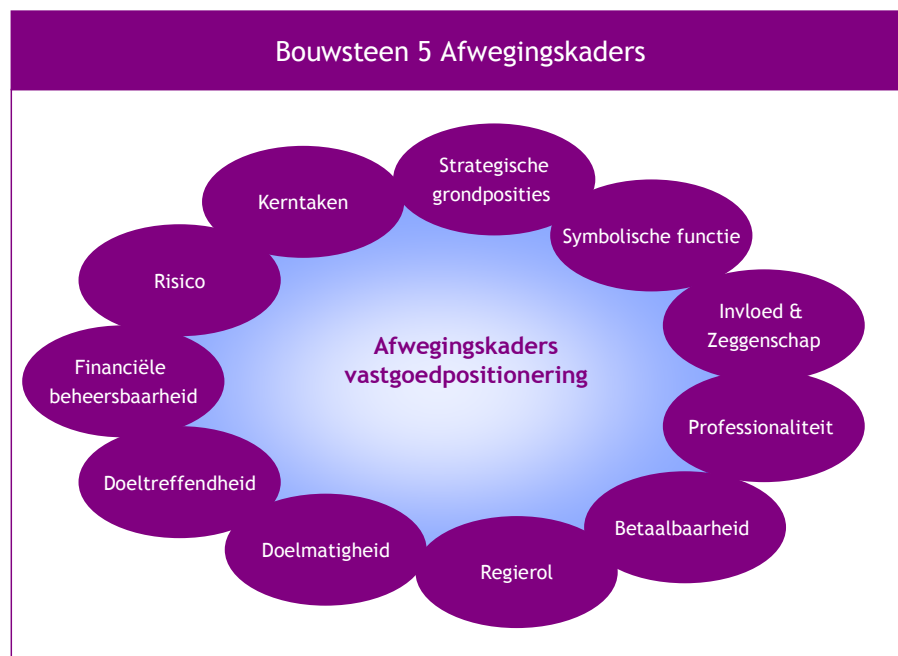 Bouwsteen 5 Afwegingskaders
Strategische
grondposities
Kerntaken
Symbolische functie
Risico
Invloed &
Zeggenschap
Afwegingskaders
vastgoedpositionering
Financiële
beheersbaarheid
Professionaliteit
Doeltreffendheid
Betaalbaarheid
Doelmatigheid
Regierol